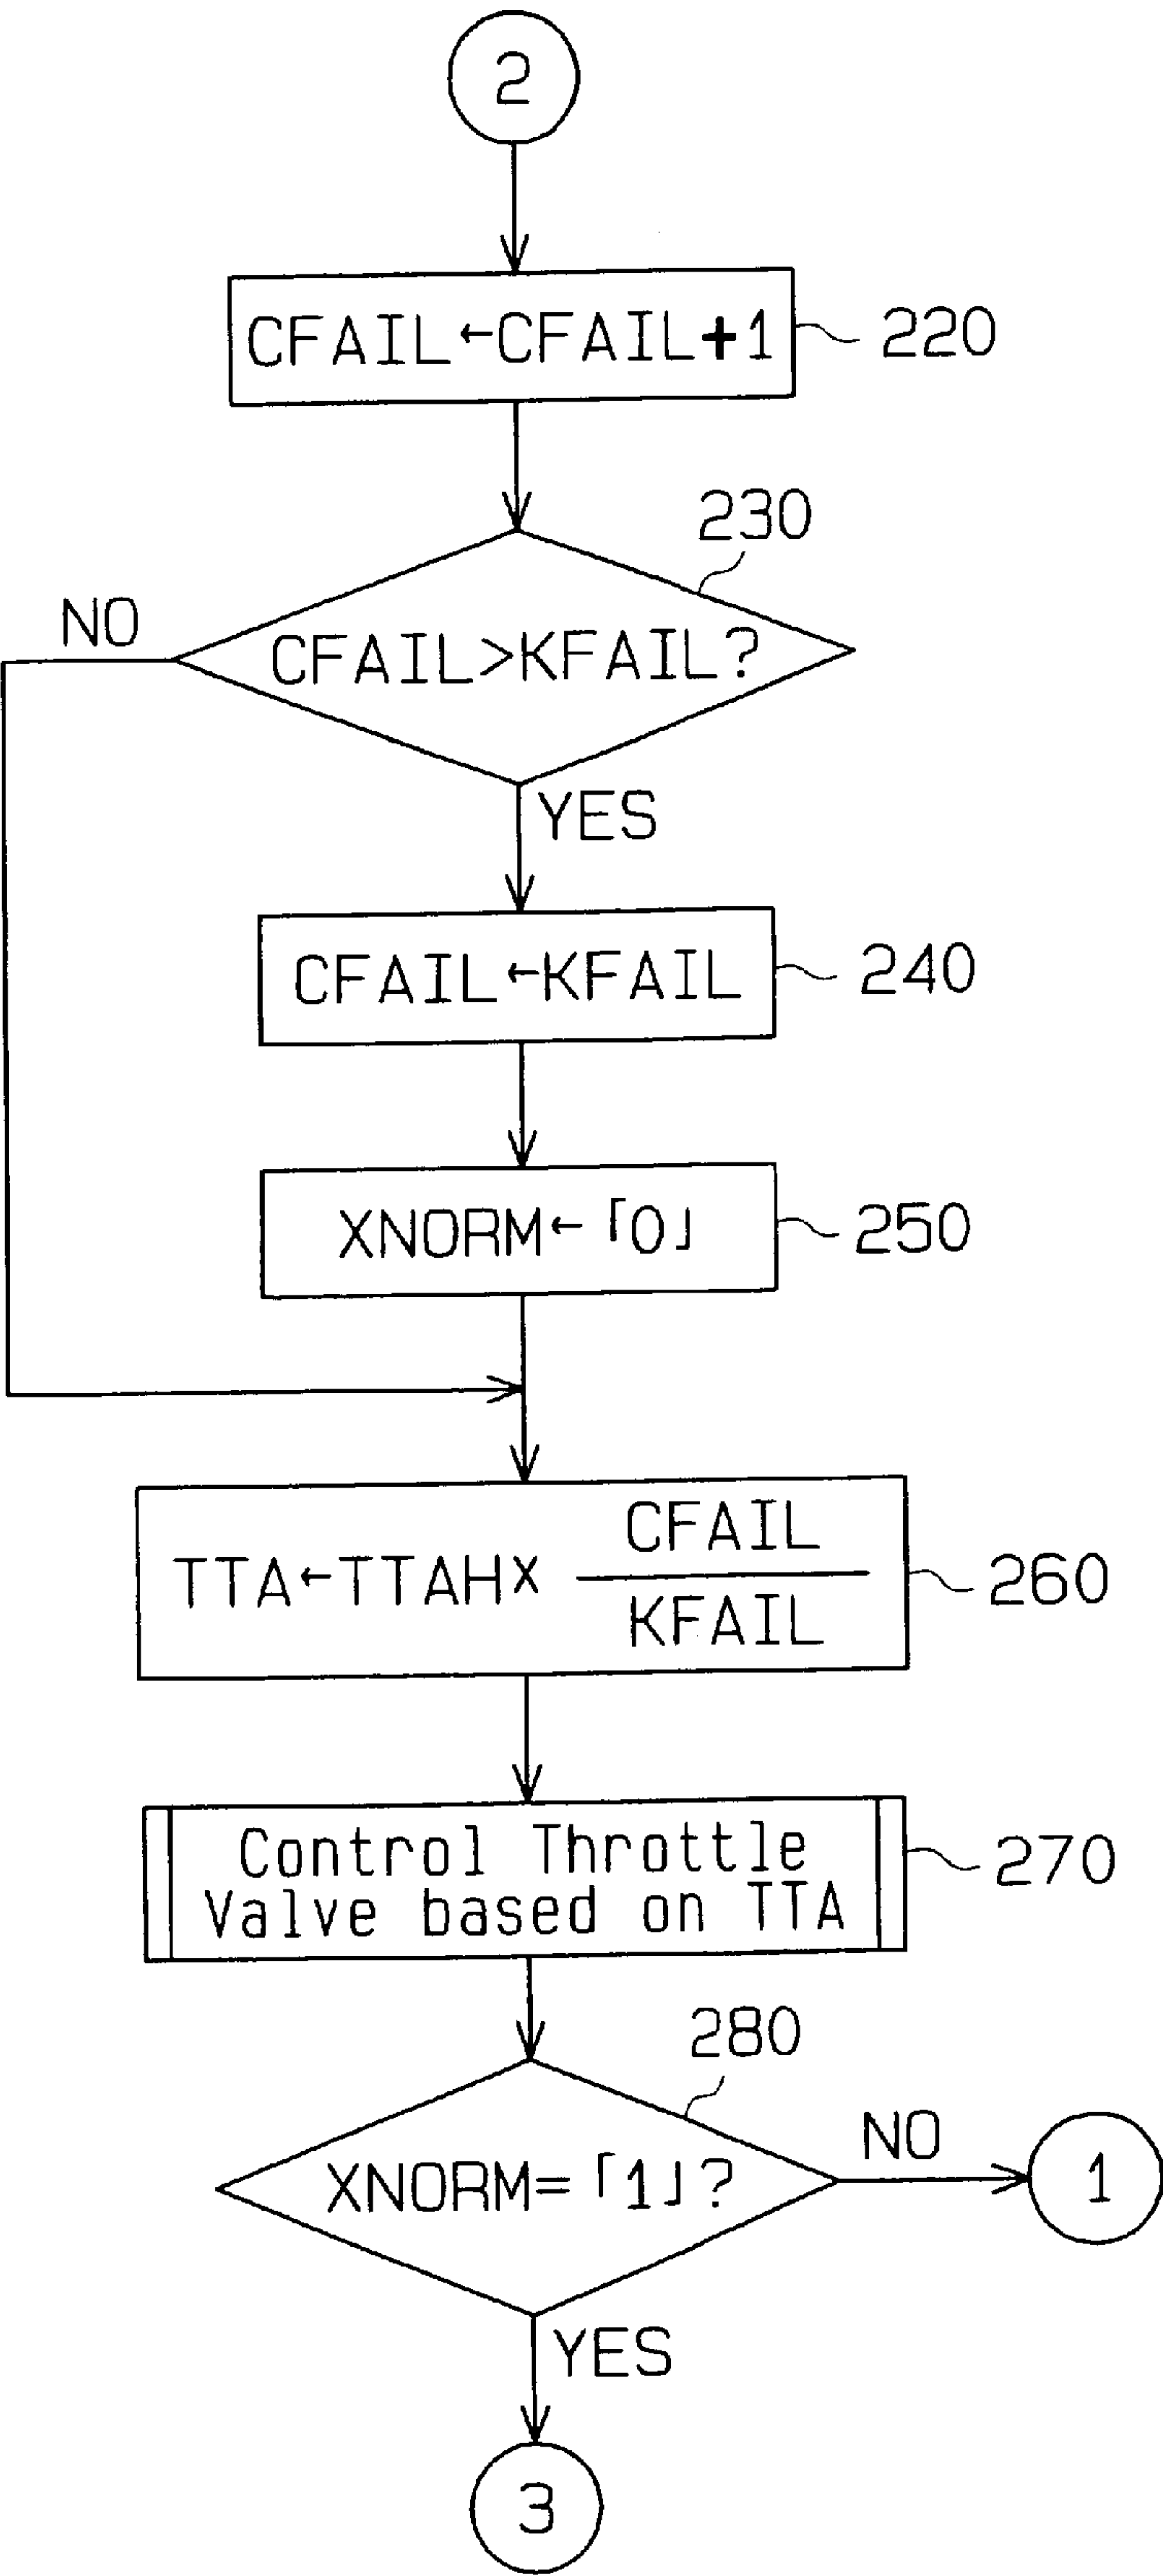 2
CFAIL←CFAIL+1
220
230
CFAIL>KFAIL?
NO
YES
CFAIL←KFAIL
240
XNORM←「0」
250
TTA←TTAH×
CFAIL
KFAIL
260
Control Throttle
Valve based on TTA
270
280
XNORM=「1」?
NO
1
YES
3